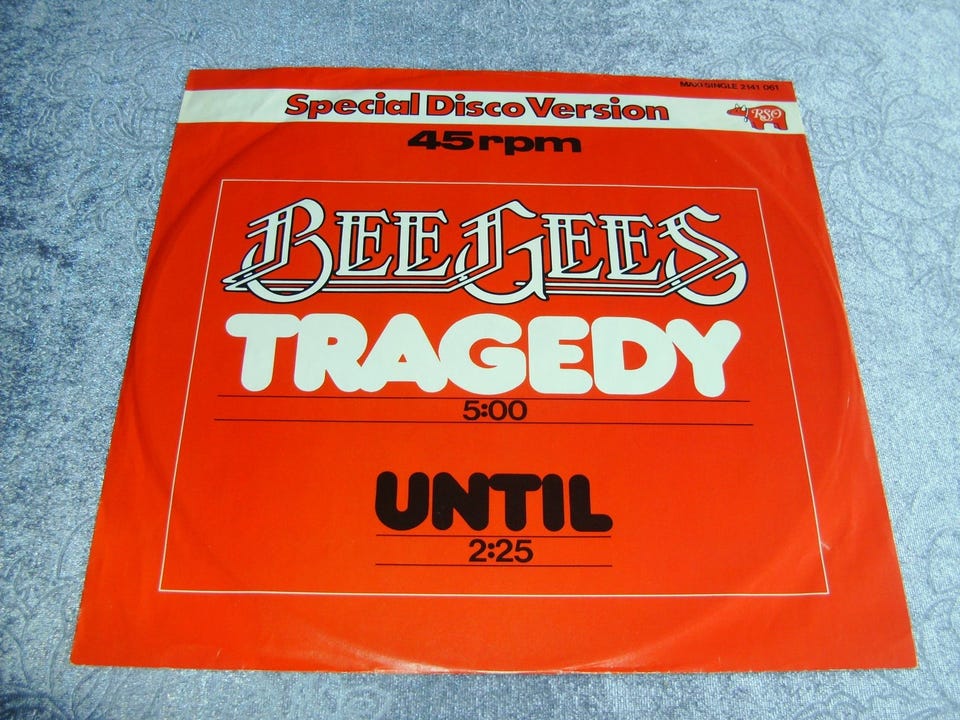 MAXI-SINGLE 2141 061
Special Disco Version
RSO
45 rpm
BEE GEES
TRAGEDY
5:00
UNTIL
2:25